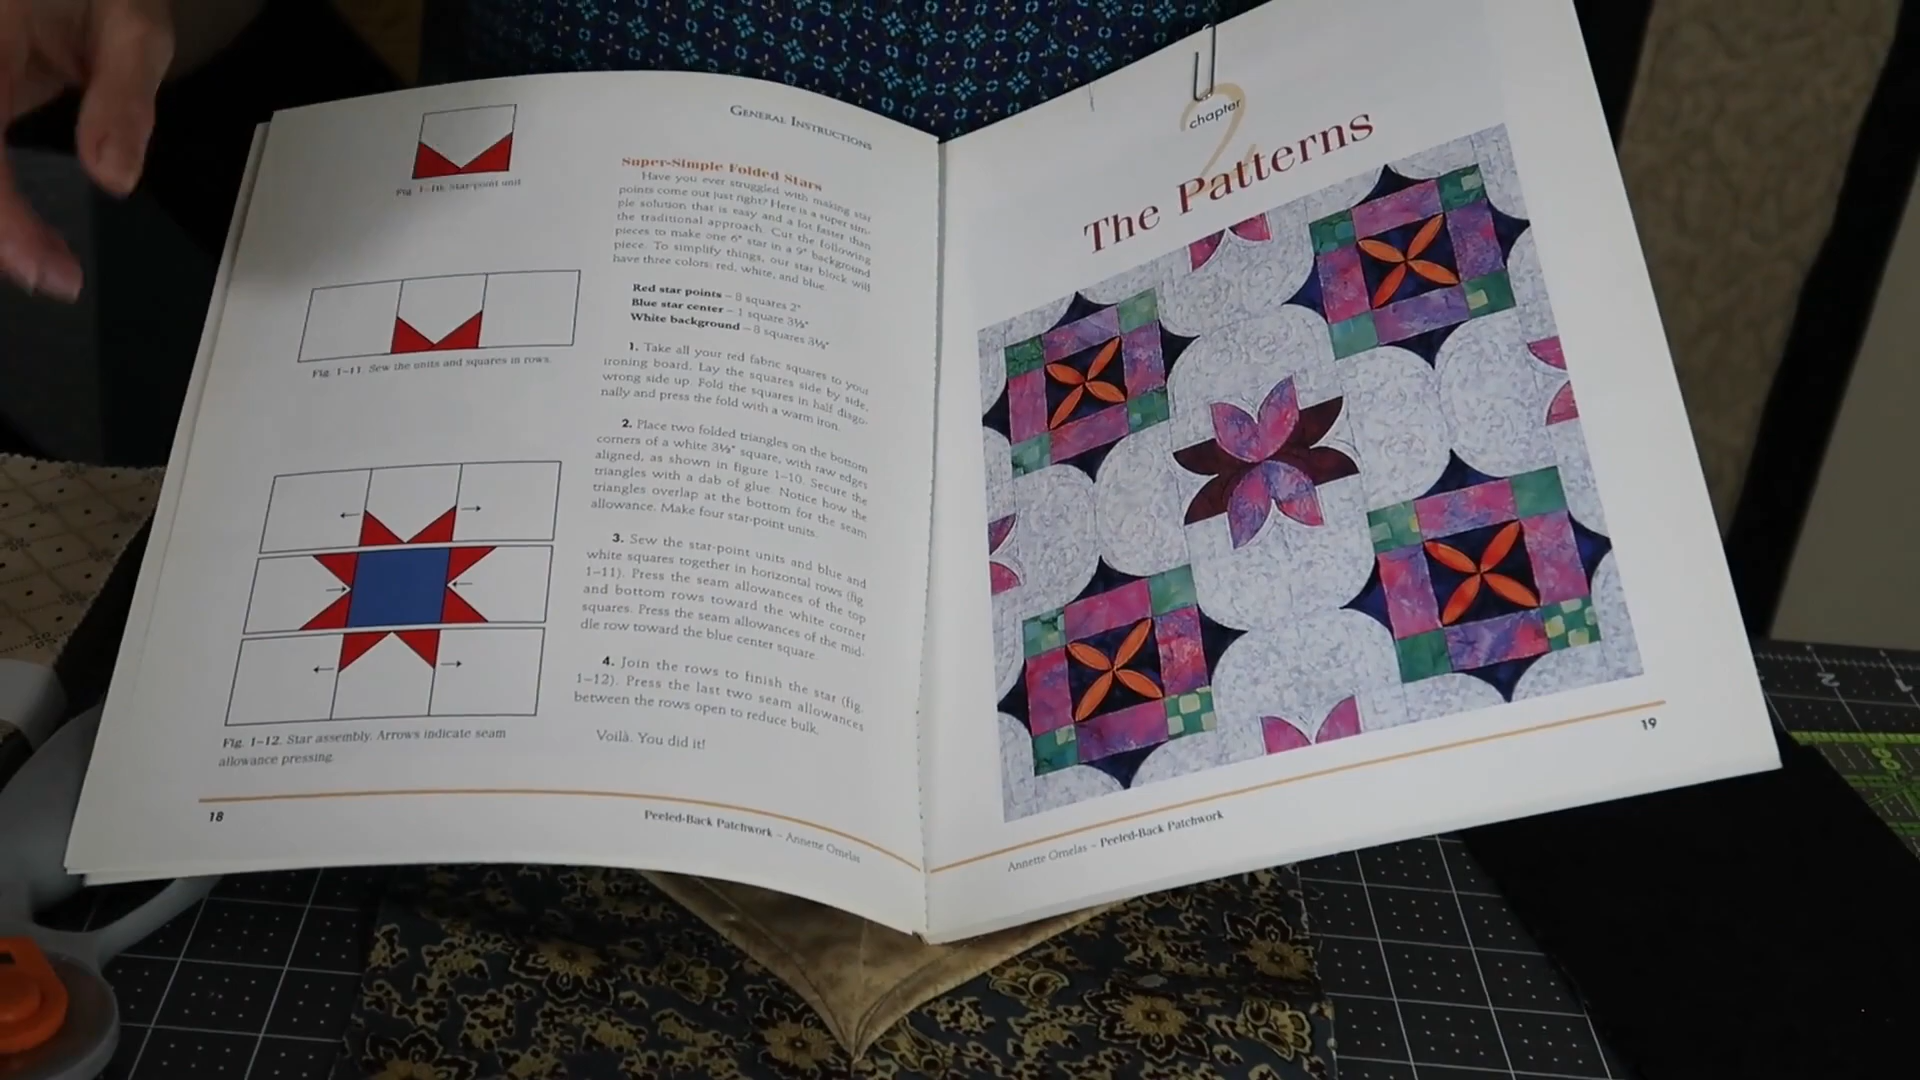 GENERAL INSTRUCTIONS
Fig. 1–10. Star-point unit
Fig. 1–11. Sew the units and squares in rows.
Fig. 1–12. Star assembly. Arrows indicate seam
allowance pressing.
Super-Simple Folded Stars
Have you ever struggled with making star
points come out just right? Here is a super sim-
ple solution that is easy and a lot faster than
the traditional approach. Cut the following
pieces to make one 6" star in a 9" background
piece. To simplify things, our star block will
have three colors: red, white, and blue.
Red star points – 8 squares 2"
Blue star center – 1 square 3½"
White background – 8 squares 3½"
1. Take all your red fabric squares to your
ironing board. Lay the squares side by side,
wrong side up. Fold the squares in half diago-
nally and press the fold with a warm iron.
2. Place two folded triangles on the bottom
corners of a white 3½" square, with raw edges
aligned, as shown in figure 1–10. Secure the
triangles with a dab of glue. Notice how the
triangles overlap at the bottom for the seam
allowance. Make four star-point units.
3. Sew the star-point units and blue and
white squares together in horizontal rows (fig.
1–11). Press the seam allowances of the top
and bottom rows toward the white corner
squares. Press the seam allowances of the mid-
dle row toward the blue center square.
4. Join the rows to finish the star (fig.
1–12). Press the last two seam allowances
between the rows open to reduce bulk.
Voilà. You did it!
18
Peeled-Back Patchwork – Annette Ornelas
chapter
2
The Patterns
19
Annette Ornelas – Peeled-Back Patchwork